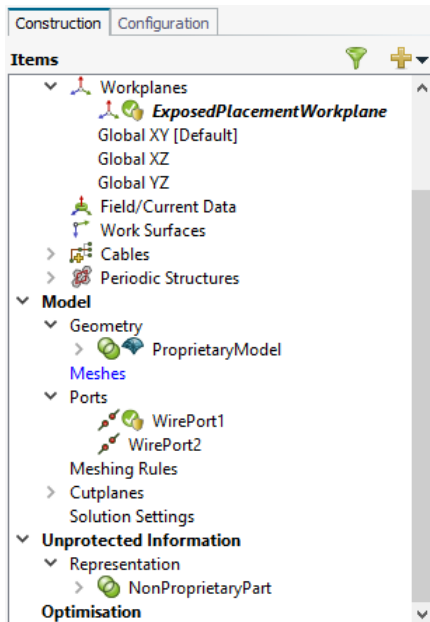 Construction Configuration
Items
Workplanes
ExposedPlacementWorkplane
Global XY [Default]
Global XZ
Global YZ
Field/Current Data
Work Surfaces
Cables
Periodic Structures
Model
Geometry
ProprietaryModel
Meshes
Ports
WirePort1
WirePort2
Meshing Rules
Cutplanes
Solution Settings
Unprotected Information
Representation
NonProprietaryPart
Optimisation